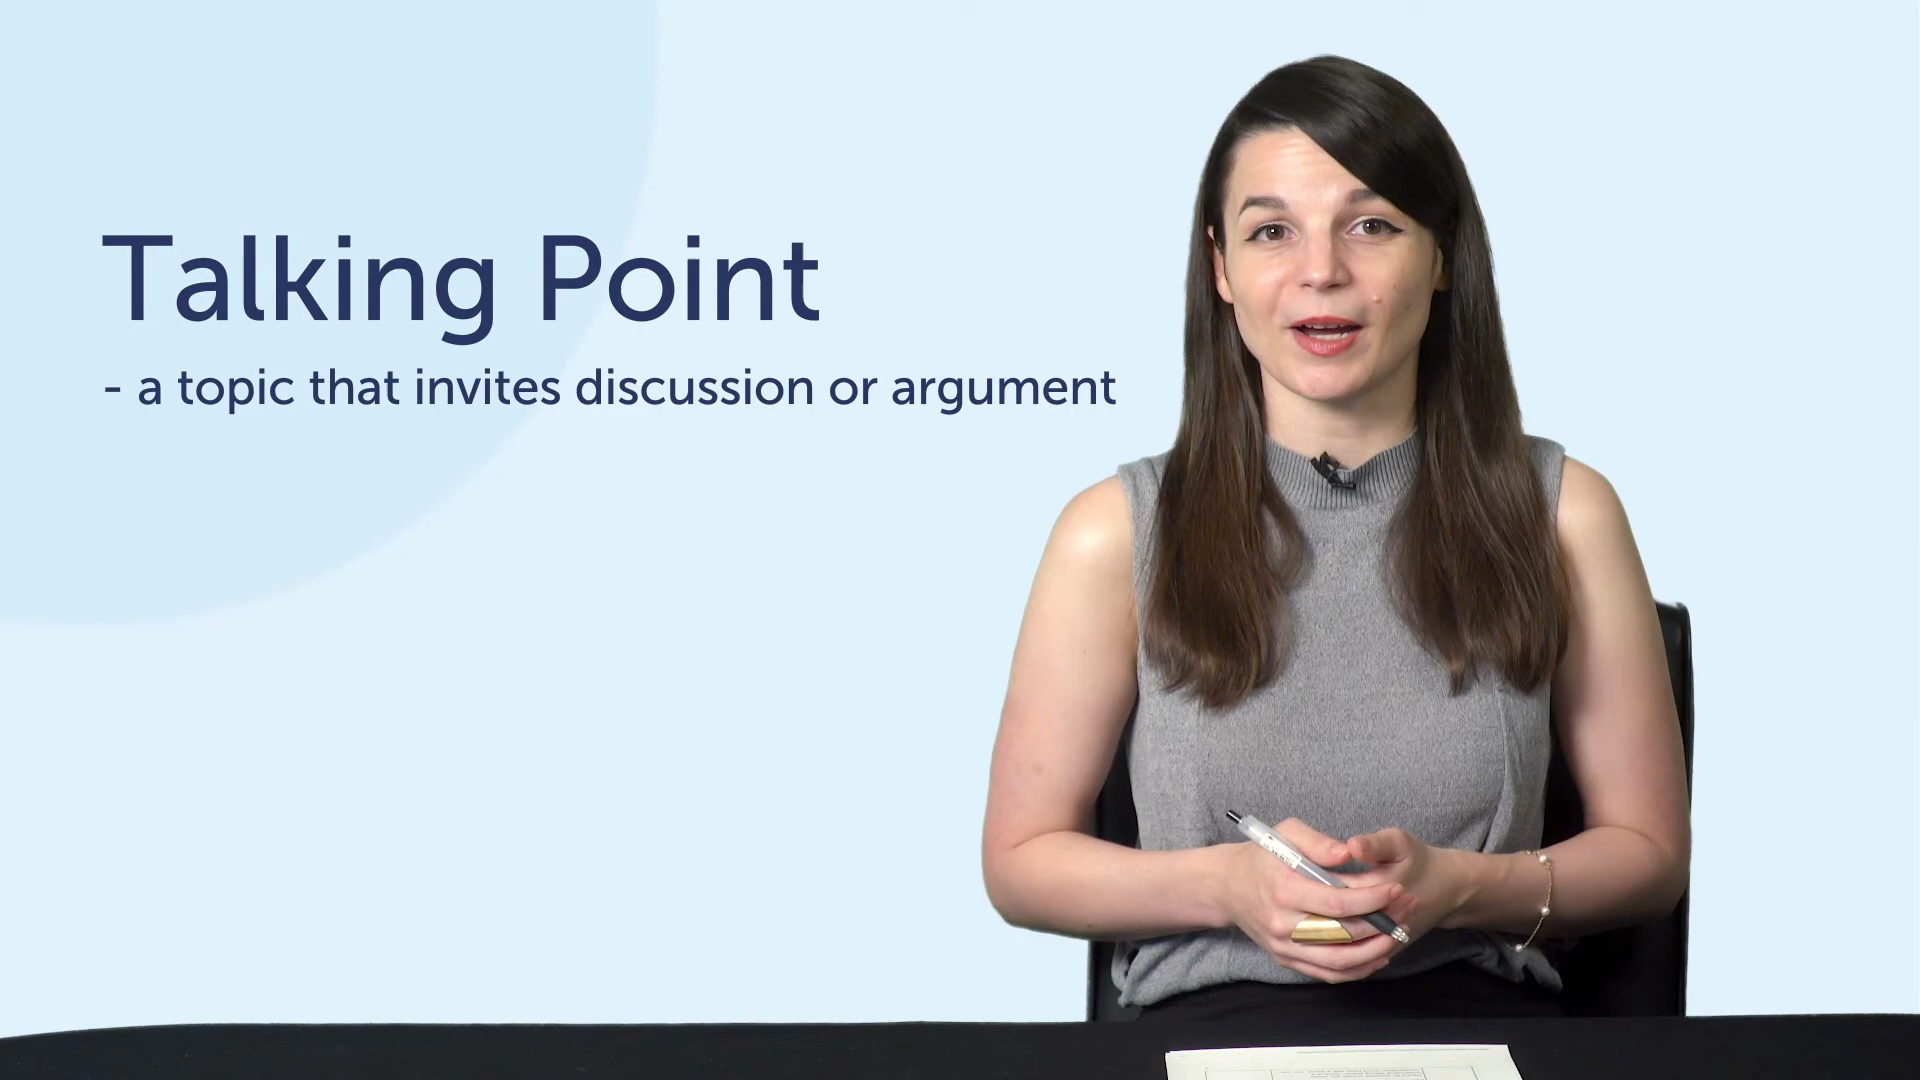 Talking Point
- a topic that invites discussion or argument